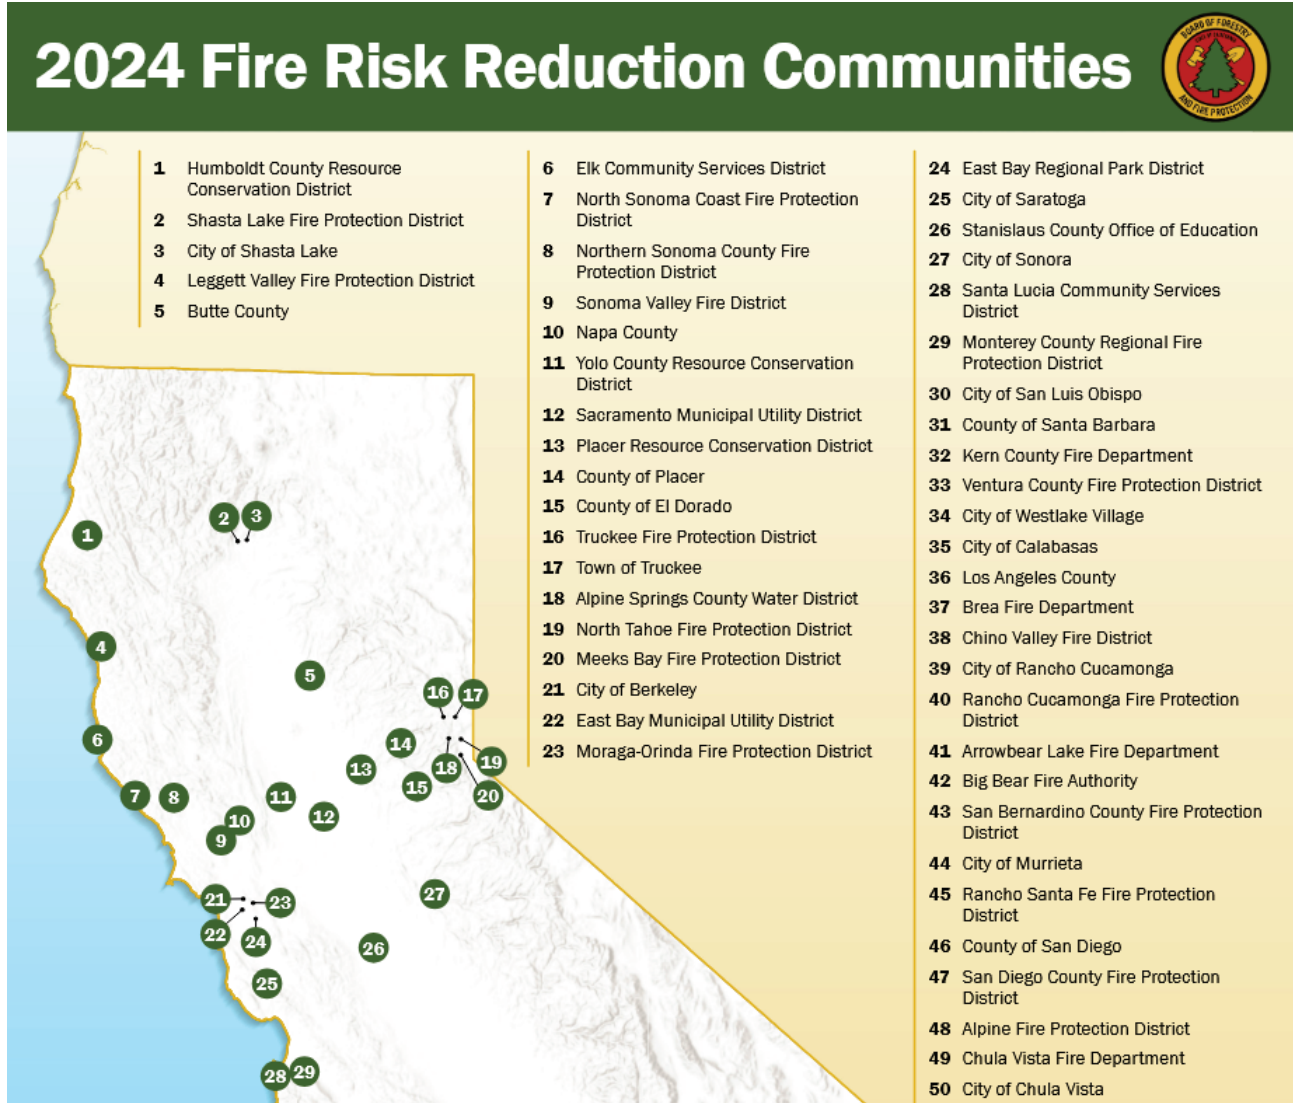 2024 Fire Risk Reduction Communities
BOARD OF FORESTRY
AND FIRE PROTECTION
1 Humboldt County Resource
Conservation District
2 Shasta Lake Fire Protection District
3 City of Shasta Lake
4 Leggett Valley Fire Protection District
5 Butte County
6 Elk Community Services District
7 North Sonoma Coast Fire Protection
District
8 Northern Sonoma County Fire
Protection District
9 Sonoma Valley Fire District
10 Napa County
11 Yolo County Resource Conservation
District
12 Sacramento Municipal Utility District
13 Placer Resource Conservation District
14 County of Placer
15 County of El Dorado
16 Truckee Fire Protection District
17 Town of Truckee
18 Alpine Springs County Water District
19 North Tahoe Fire Protection District
20 Meeks Bay Fire Protection District
21 City of Berkeley
22 East Bay Municipal Utility District
23 Moraga-Orinda Fire Protection District
24 East Bay Regional Park District
25 City of Saratoga
26 Stanislaus County Office of Education
27 City of Sonora
28 Santa Lucia Community Services
District
29 Monterey County Regional Fire
Protection District
30 City of San Luis Obispo
31 County of Santa Barbara
32 Kern County Fire Department
33 Ventura County Fire Protection District
34 City of Westlake Village
35 City of Calabasas
36 Los Angeles County
37 Brea Fire Department
38 Chino Valley Fire District
39 City of Rancho Cucamonga
40 Rancho Cucamonga Fire Protection
District
41 Arrowbear Lake Fire Department
42 Big Bear Fire Authority
43 San Bernardino County Fire Protection
District
44 City of Murrieta
45 Rancho Santa Fe Fire Protection
District
46 County of San Diego
47 San Diego County Fire Protection
District
48 Alpine Fire Protection District
49 Chula Vista Fire Department
50 City of Chula Vista
2 3
1
4
5
16 17
6
14
13
18
19
15
20
7
8
11
12
10
9
27
21
23
22
24
26
25
28 29